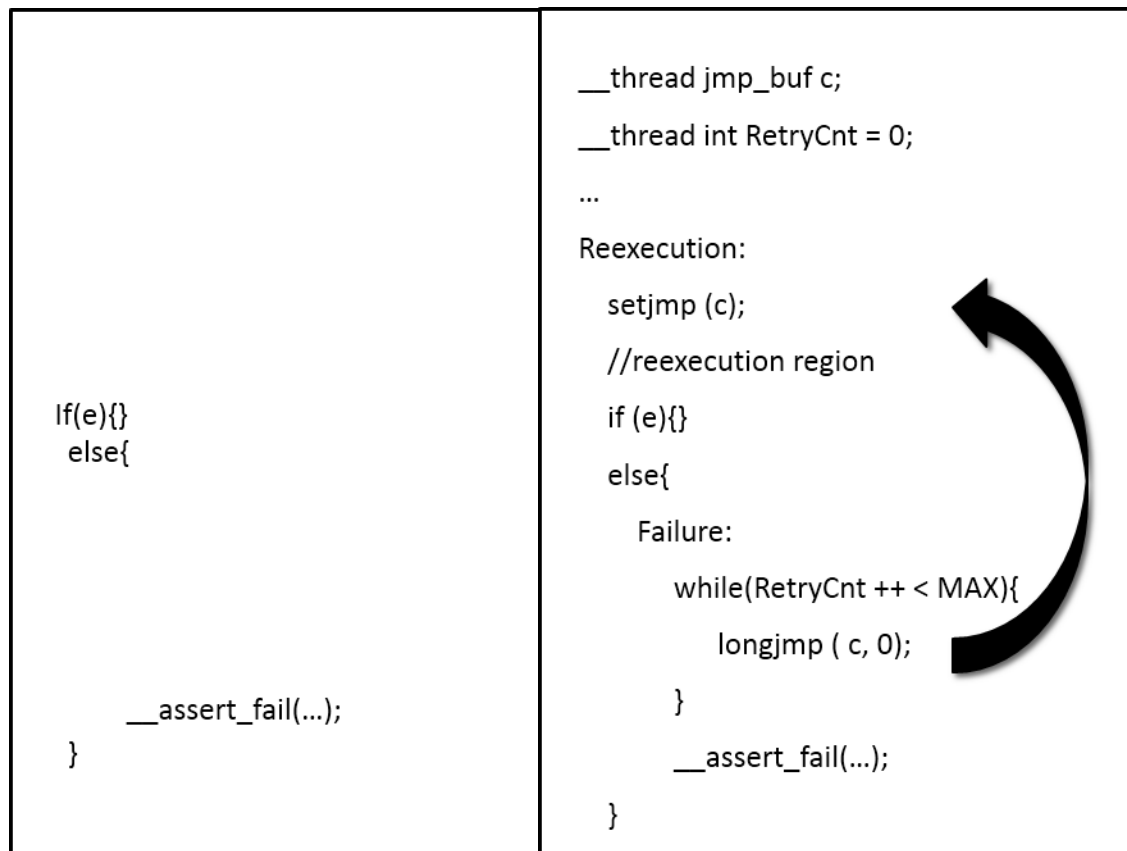 If(e){}
else{
__assert_fail(…);
}
__thread jmp_buf c;
__thread int RetryCnt = 0;
…
Reexecution:
setjmp (c);
//reexecution region
if (e){}
else{
Failure:
while(RetryCnt ++ < MAX){
longjmp ( c, 0);
}
__assert_fail(…);
}